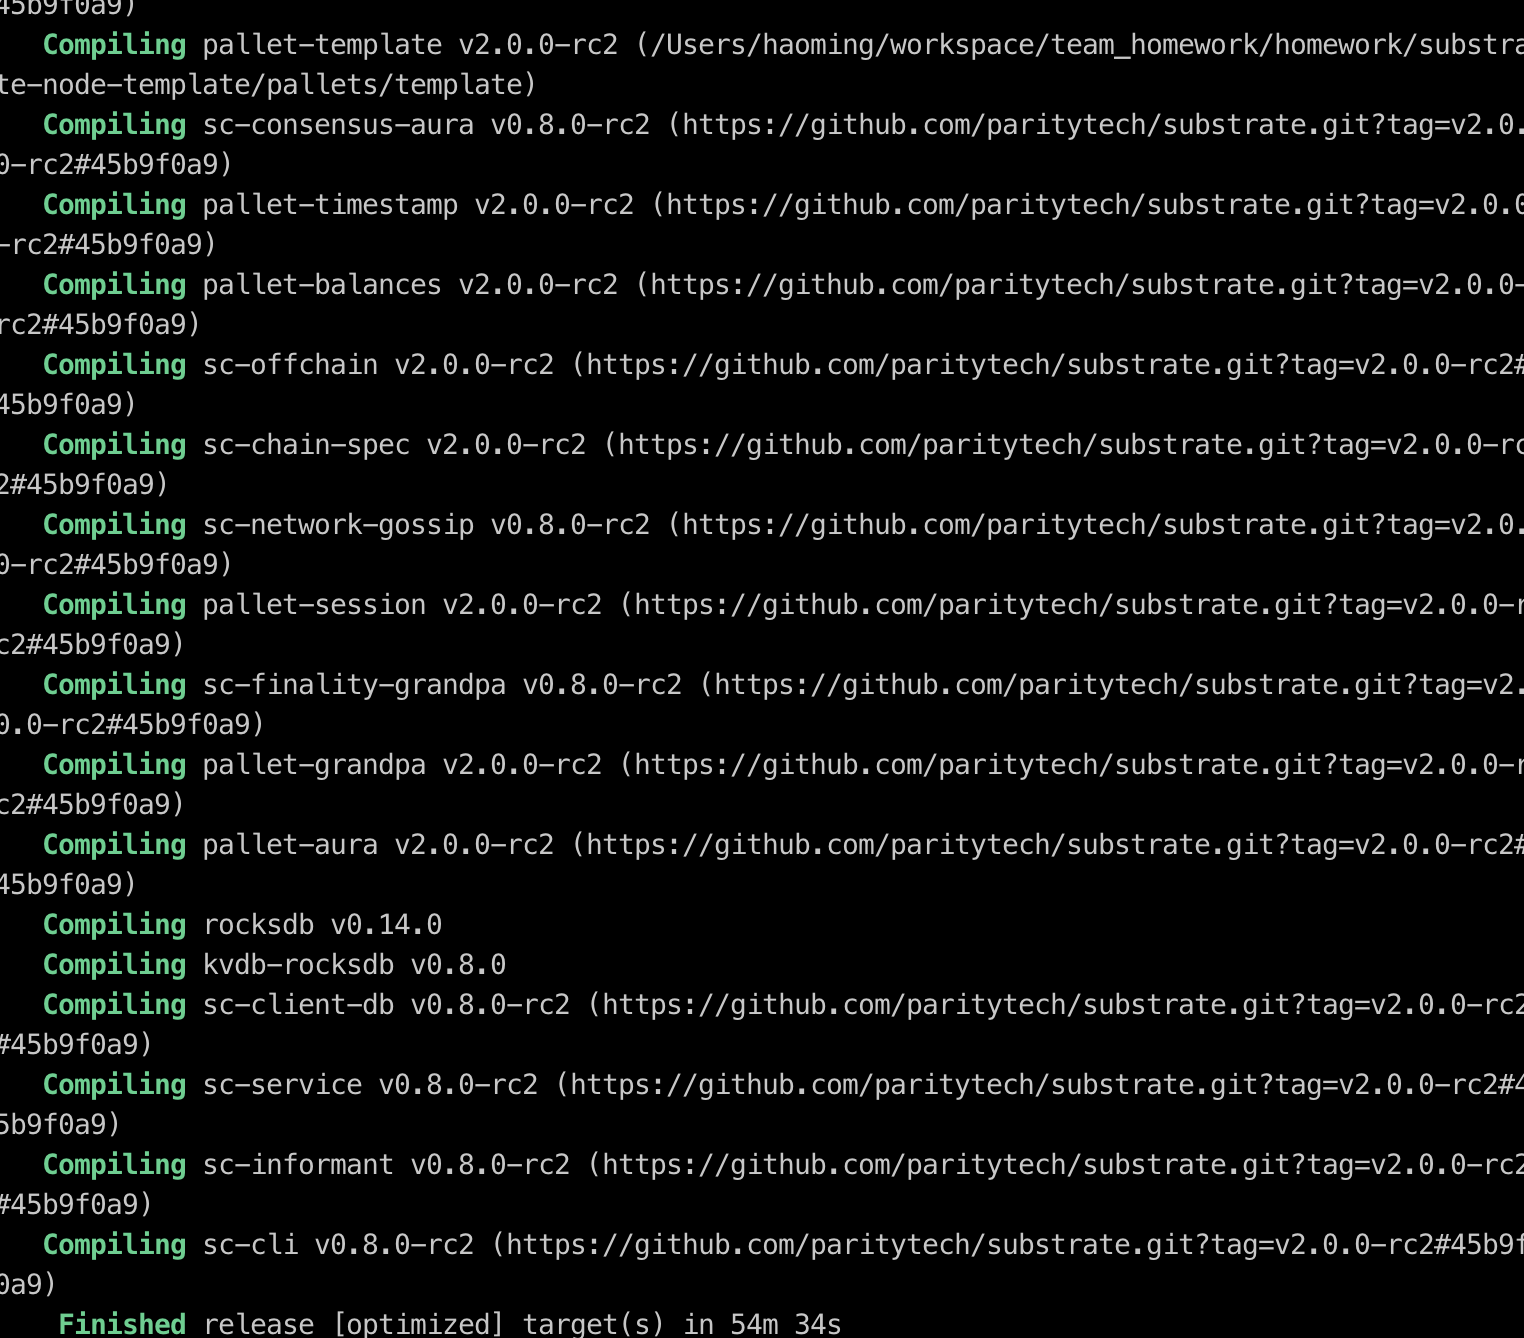 45b9f0a9)
Compiling pallet-template v2.0.0-rc2 (/Users/haoming/workspace/team_homework/homework/substra
te-node-template/pallets/template)
Compiling sc-consensus-aura v0.8.0-rc2 (https://github.com/paritytech/substrate.git?tag=v2.0.
0-rc2#45b9f0a9)
Compiling pallet-timestamp v2.0.0-rc2 (https://github.com/paritytech/substrate.git?tag=v2.0.0
-rc2#45b9f0a9)
Compiling pallet-balances v2.0.0-rc2 (https://github.com/paritytech/substrate.git?tag=v2.0.0-
rc2#45b9f0a9)
Compiling sc-offchain v2.0.0-rc2 (https://github.com/paritytech/substrate.git?tag=v2.0.0-rc2#
45b9f0a9)
Compiling sc-chain-spec v2.0.0-rc2 (https://github.com/paritytech/substrate.git?tag=v2.0.0-rc
2#45b9f0a9)
Compiling sc-network-gossip v0.8.0-rc2 (https://github.com/paritytech/substrate.git?tag=v2.0.
0-rc2#45b9f0a9)
Compiling pallet-session v2.0.0-rc2 (https://github.com/paritytech/substrate.git?tag=v2.0.0-r
c2#45b9f0a9)
Compiling sc-finality-grandpa v0.8.0-rc2 (https://github.com/paritytech/substrate.git?tag=v2.
0.0-rc2#45b9f0a9)
Compiling pallet-grandpa v2.0.0-rc2 (https://github.com/paritytech/substrate.git?tag=v2.0.0-r
c2#45b9f0a9)
Compiling pallet-aura v2.0.0-rc2 (https://github.com/paritytech/substrate.git?tag=v2.0.0-rc2#
45b9f0a9)
Compiling rocksdb v0.14.0
Compiling kvdb-rocksdb v0.8.0
Compiling sc-client-db v0.8.0-rc2 (https://github.com/paritytech/substrate.git?tag=v2.0.0-rc2
#45b9f0a9)
Compiling sc-service v0.8.0-rc2 (https://github.com/paritytech/substrate.git?tag=v2.0.0-rc2#4
5b9f0a9)
Compiling sc-informant v0.8.0-rc2 (https://github.com/paritytech/substrate.git?tag=v2.0.0-rc2
#45b9f0a9)
Compiling sc-cli v0.8.0-rc2 (https://github.com/paritytech/substrate.git?tag=v2.0.0-rc2#45b9f
0a9)
Finished release [optimized] target(s) in 54m 34s